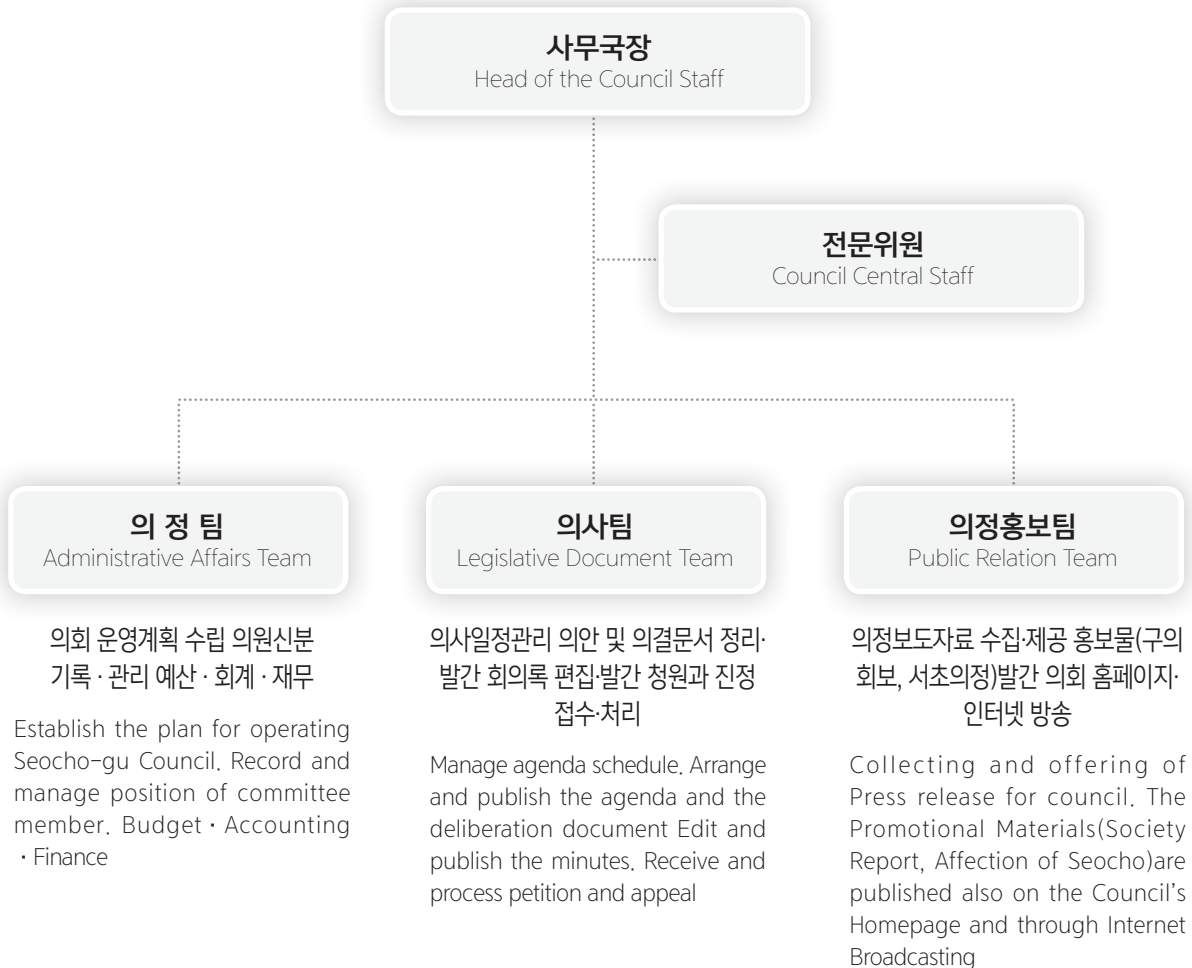 사무국장
Head of the Council Staff
전문위원
Council Central Staff
의 정 팀
Administrative Affairs Team
의회 운영계획 수립 의원신분
기록 · 관리 예산 · 회계 · 재무
Establish the plan for operating
Seocho-gu Council. Record and
manage position of committee
member. Budget · Accounting
· Finance
의사팀
Legislative Document Team
의사일정관리 의안 및 의결문서 정리·
발간 회의록 편집·발간 청원과 진정
접수·처리
Manage agenda schedule. Arrange
and publish the agenda and the
deliberation document Edit and
publish the minutes. Receive and
process petition and appeal
의정홍보팀
Public Relation Team
의정보도자료 수집·제공 홍보물(구의
회보, 서초의정)발간 의회 홈페이지·
인터넷 방송
Collecting and offering of
Press release for council. The
Promotional Materials(Society
Report, Affection of Seocho)are
published also on the Council's
Homepage and through Internet
Broadcasting